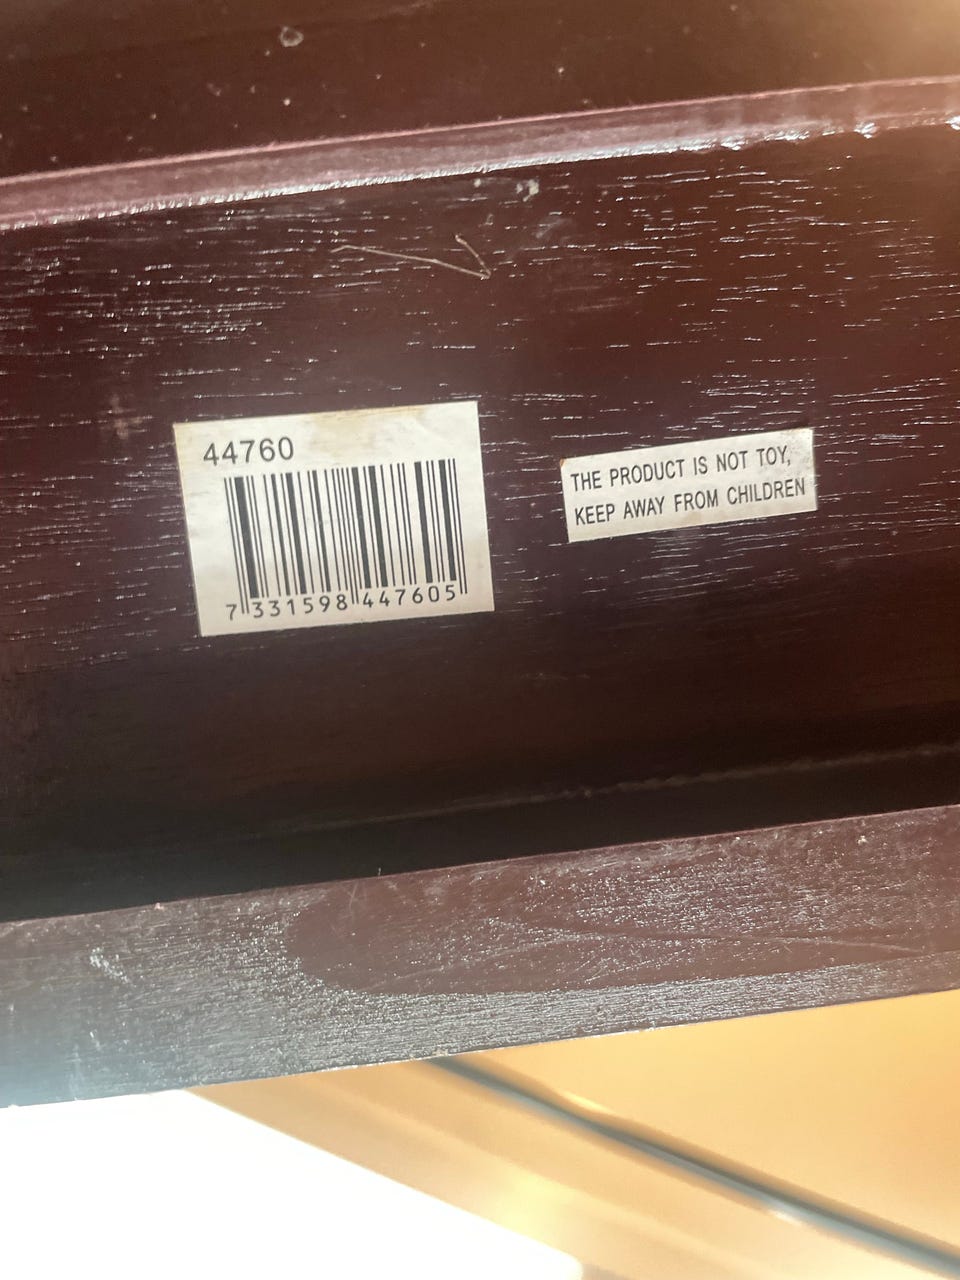 44760
7 331598 447605
THE PRODUCT IS NOT TOY,
KEEP AWAY FROM CHILDREN